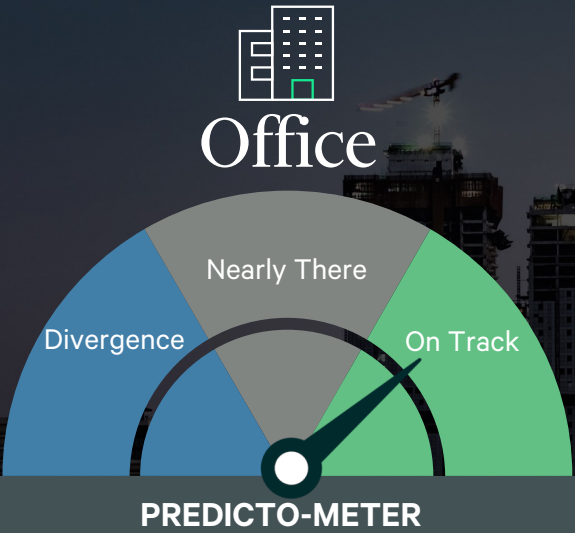 Office
Nearly There
Divergence
On Track
PREDICTO-METER